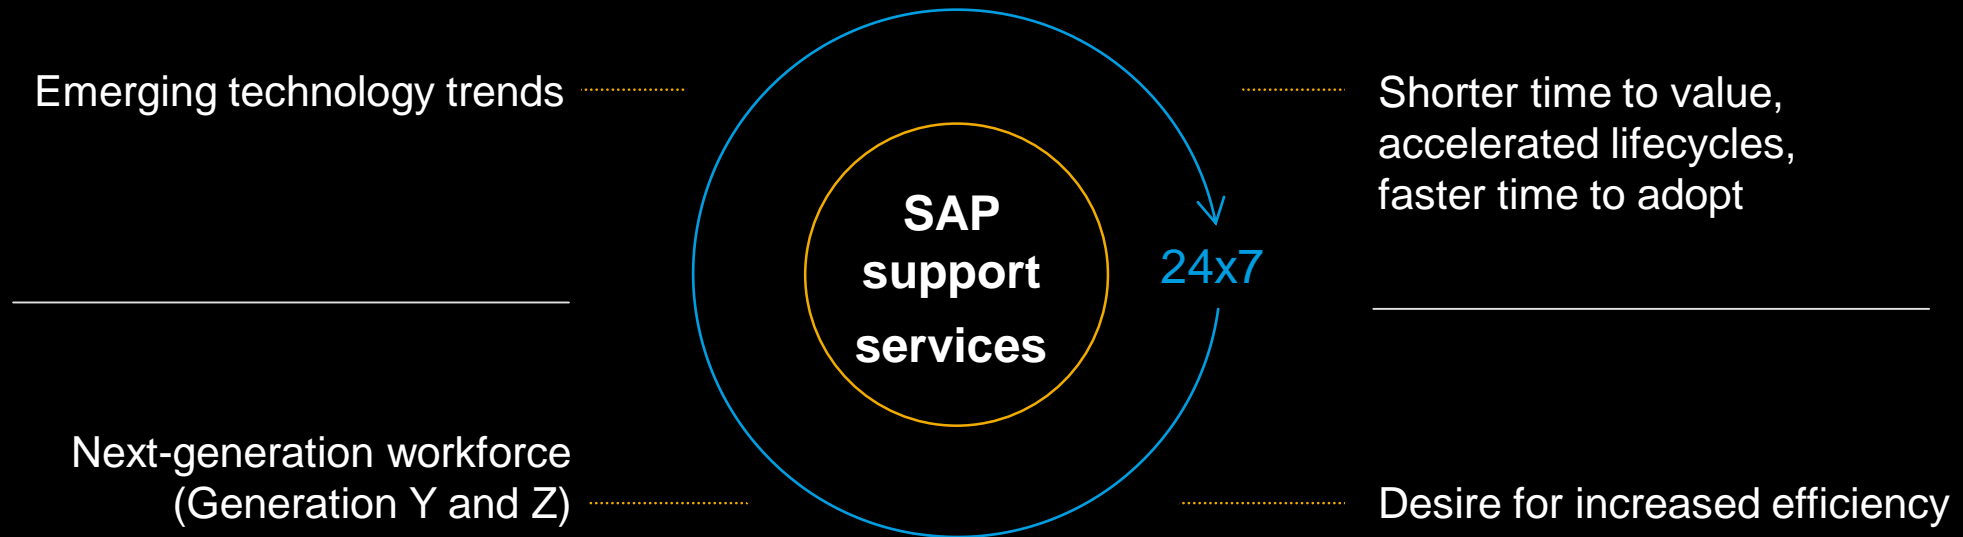 Emerging technology trends
Shorter time to value,
accelerated lifecycles,
faster time to adopt
SAP
support
services
24x7
Next-generation workforce
(Generation Y and Z)
Desire for increased efficiency